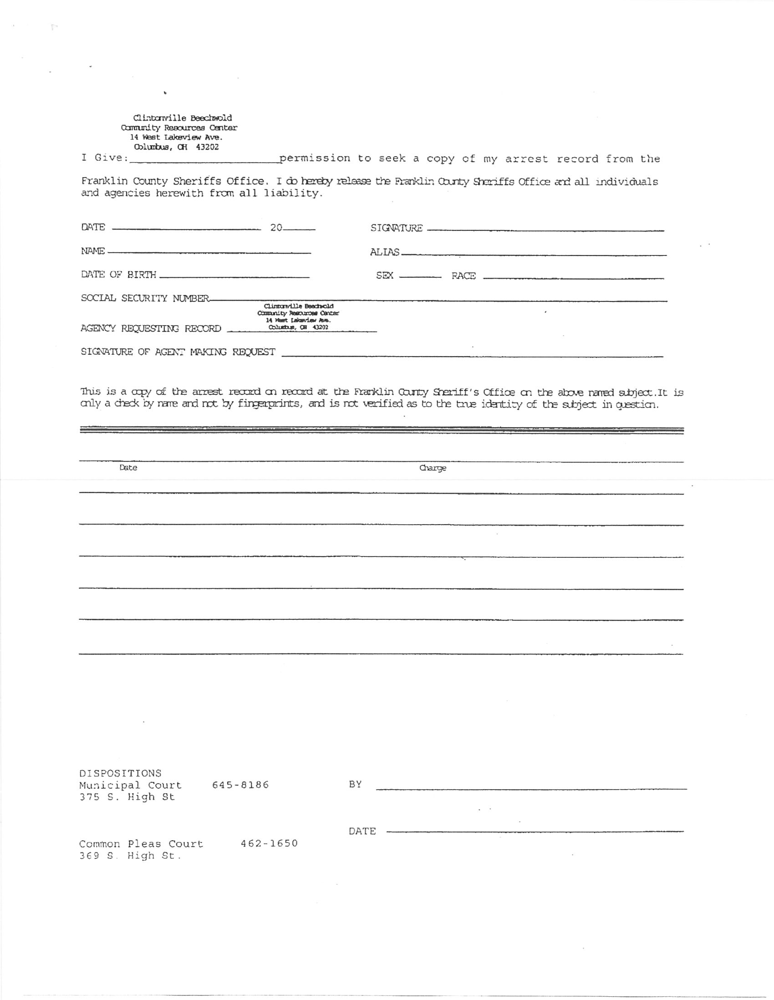 Clintonville Beechwold
Community Resources Center
14 West Lakeview Ave.
Columbus, OH 43202
I Give: permission to seek a copy of my arrest record from the
Franklin County Sheriffs Office. I do hereby release the Franklin County Sheriffs Office and all individuals
and agencies herewith from all liability.
DATE 20 SIGNATURE
NAME ALIAS
DATE OF BIRTH SEX RACE
SOCIAL SECURITY NUMBER
Clintonville Beechwold
Community Resources Center
14 West Lakeview Ave.
Columbus, OH 43202
AGENCY REQUESTING RECORD
SIGNATURE OF AGENT MAKING REQUEST
This is a copy of the arrest record on record at the Franklin County Sheriff's Office on the above named subject.It is
only a check by name and not by fingerprints, and is not verified as to the true identity of the subject in question.
Date Charge
DISPOSITIONS
Municipal Court 645-8186 BY
375 S. High St
DATE
Common Pleas Court 462-1650
369 S. High St.